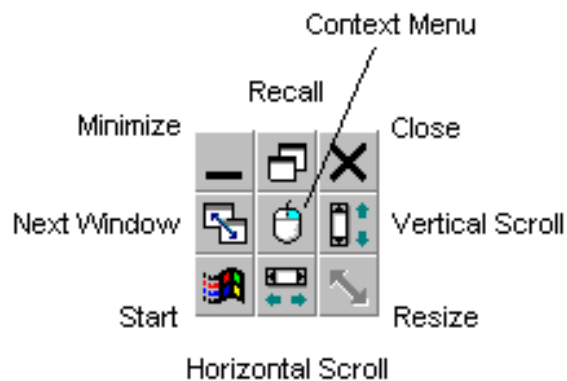 Context Menu
Recall
Minimize
Close
Next Window
Vertical Scroll
Start
Resize
Horizontal Scroll